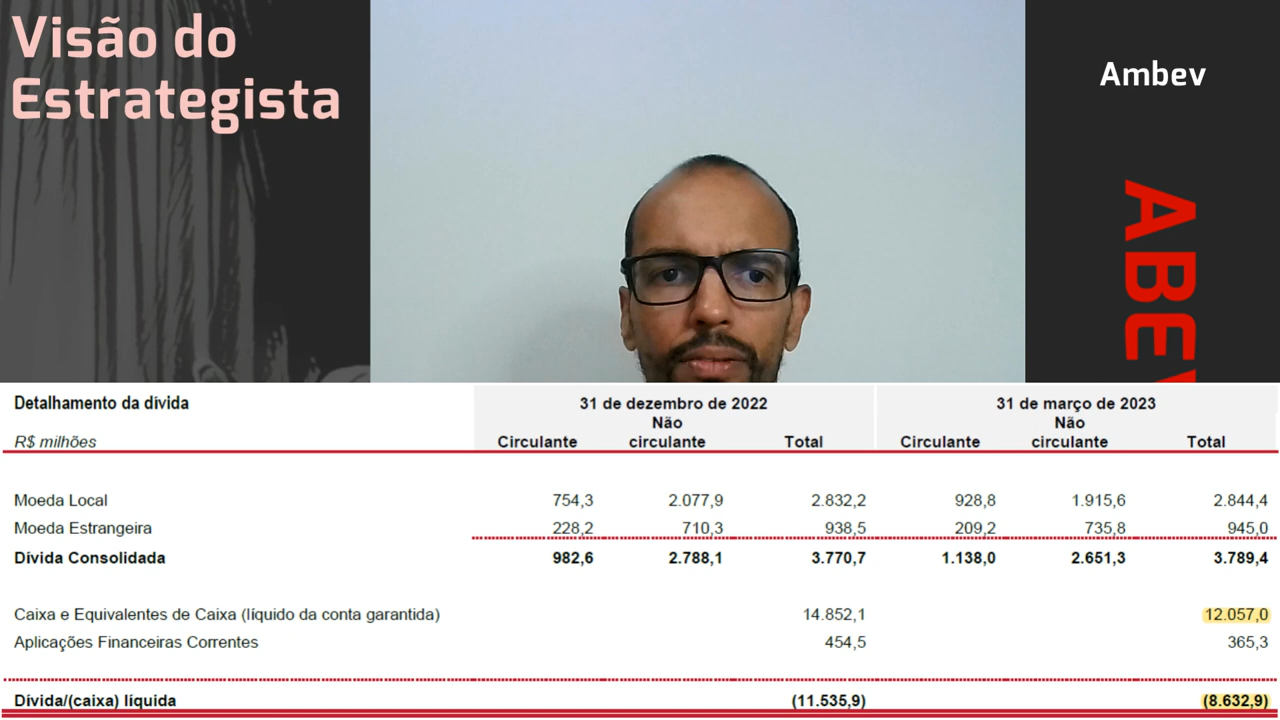 Visão do
Estrategista
Ambev
ABEV
Detalhamento da dívida
31 de dezembro de 2022
31 de março de 2023
R$ milhões
Circulante
Não circulante
Total
Circulante
Não circulante
Total
Moeda Local 754,3 2.077,9 2.832,2 928,8 1.915,6 2.844,4
Moeda Estrangeira 228,2 710,3 938,5 209,2 735,8 945,0
Dívida Consolidada 982,6 2.788,1 3.770,7 1.138,0 2.651,3 3.789,4
Caixa e Equivalentes de Caixa (líquido da conta garantida) 14.852,1 12.057,0
Aplicações Financeiras Correntes 454,5 365,3
Dívida/(caixa) líquida (11.535,9) (8.632,9)